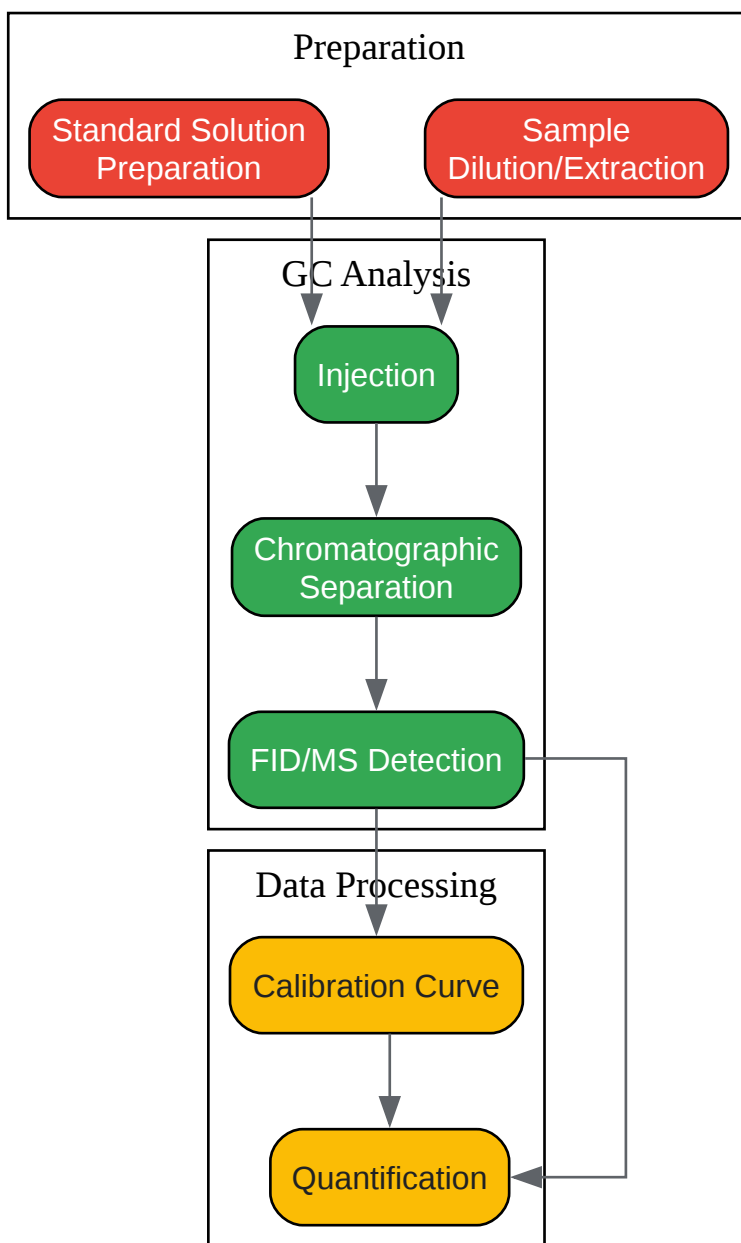 Preparation
Standard Solution
Preparation
Sample
Dilution/Extraction
GC Analysis
Injection
Chromatographic
Separation
FID/MS Detection
Data Processing
Calibration Curve
Quantification